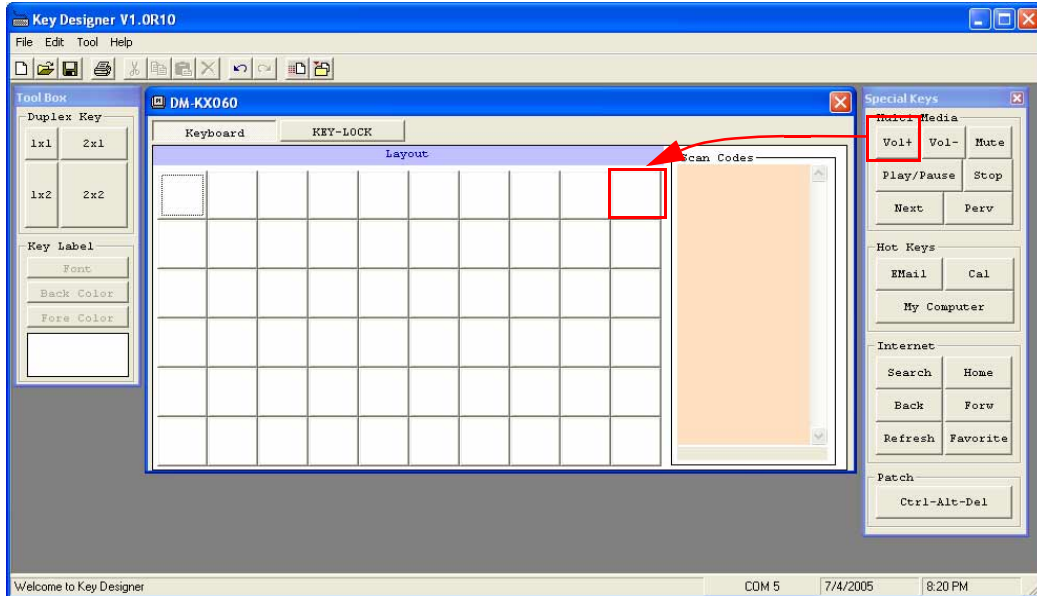 Key Designer V1.0R10
File Edit Tool Help
Tool Box
Duplex Key
1x1 2x1
1x2 2x2
Key Label
Font
Back Color
Fore Color
DM-KX060
Keyboard KEY-LOCK
Layout
Scan Codes
Special Keys
Multi Media
Vol+ Vol- Mute
Play/Pause Stop
Next Perv
Hot Keys
EMail Cal
My Computer
Internet
Search Home
Back Forw
Refresh Favorite
Patch
Ctrl-Alt-Del
Welcome to Key Designer COM 5 7/4/2005 8:20 PM